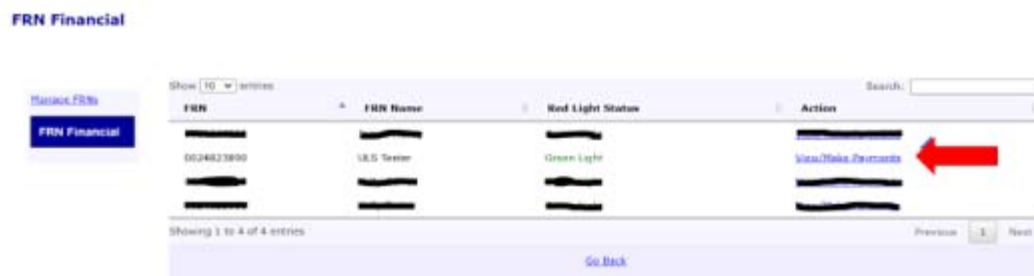 FRN Financial
Show 10 entries
Search:
Manage FRNs
FRN FRN Name Red Light Status Action
FRN Financial
0024823890 ULS Tester Green Light View/Make Payments
Showing 1 to 4 of 4 entries
Previous 1 Next
Go Back